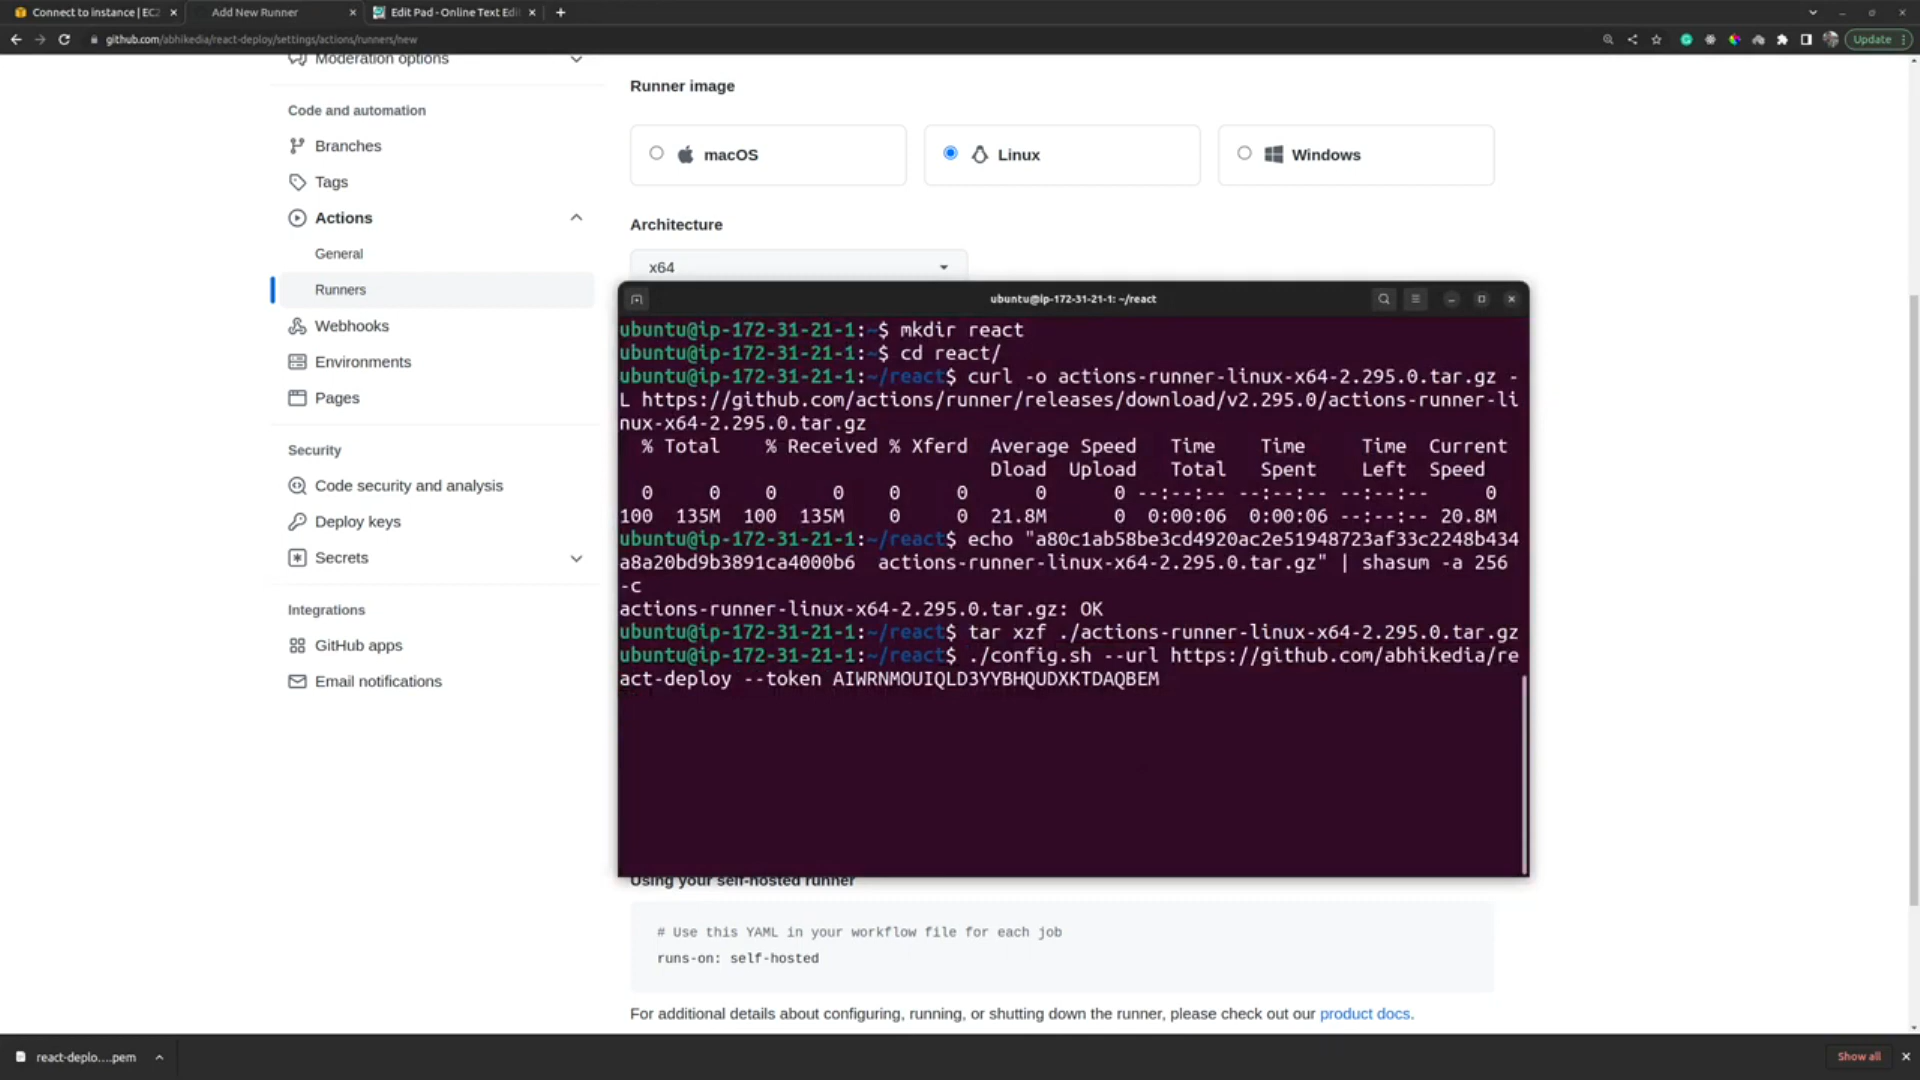 Connect to instance | EC2
Add New Runner
Edit Pad - Online Text Edi
github.com/abhikedia/react-deploy/settings/actions/runners/new
Update
Moderation options
Code and automation
Branches
Tags
Actions
General
Runners
Webhooks
Environments
Pages
Security
Code security and analysis
Deploy keys
Secrets
Integrations
GitHub apps
Email notifications
Runner image
macOS
Linux
Windows
Architecture
x64
ubuntu@ip-172-31-21-1: ~/react
ubuntu@ip-172-31-21-1:~$ mkdir react
ubuntu@ip-172-31-21-1:~$ cd react/
ubuntu@ip-172-31-21-1:~/react$ curl -o actions-runner-linux-x64-2.295.0.tar.gz -
L https://github.com/actions/runner/releases/download/v2.295.0/actions-runner-li
nux-x64-2.295.0.tar.gz
% Total % Received % Xferd Average Speed Time Time Time Current
Dload Upload Total Spent Left Speed
0 0 0 0 0 0 0 0 --:--:-- --:--:-- --:--:-- 0
100 135M 100 135M 0 0 21.8M 0 0:00:06 0:00:06 --:--:-- 20.8M
ubuntu@ip-172-31-21-1:~/react$ echo "a80c1ab58be3cd4920ac2e51948723af33c2248b434
a8a20bd9b3891ca4000b6  actions-runner-linux-x64-2.295.0.tar.gz" | shasum -a 256
-c
actions-runner-linux-x64-2.295.0.tar.gz: OK
ubuntu@ip-172-31-21-1:~/react$ tar xzf ./actions-runner-linux-x64-2.295.0.tar.gz
ubuntu@ip-172-31-21-1:~/react$ ./config.sh --url https://github.com/abhikedia/re
act-deploy --token AIWRNMOUIQLD3YYBHQUDXKTDAQBEM
Using your self-hosted runner
# Use this YAML in your workflow file for each job
runs-on: self-hosted
For additional details about configuring, running, or shutting down the runner, please check out our product docs.
react-deplo....pem
Show all